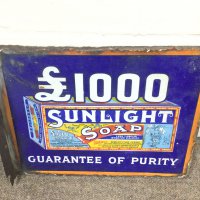 £1000
SUNLIGHT
SOAP
GUARANTEE OF PURITY